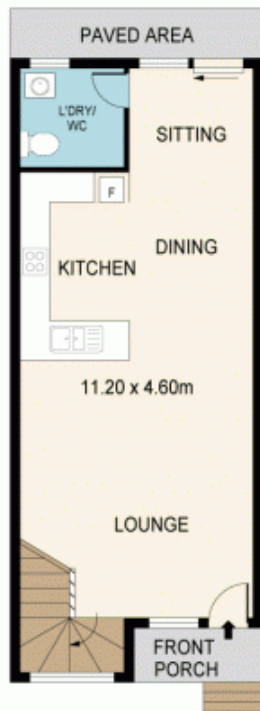 PAVED AREA
L'DRY/
WC
SITTING
F
DINING
KITCHEN
11.20 x 4.60m
LOUNGE
FRONT
PORCH